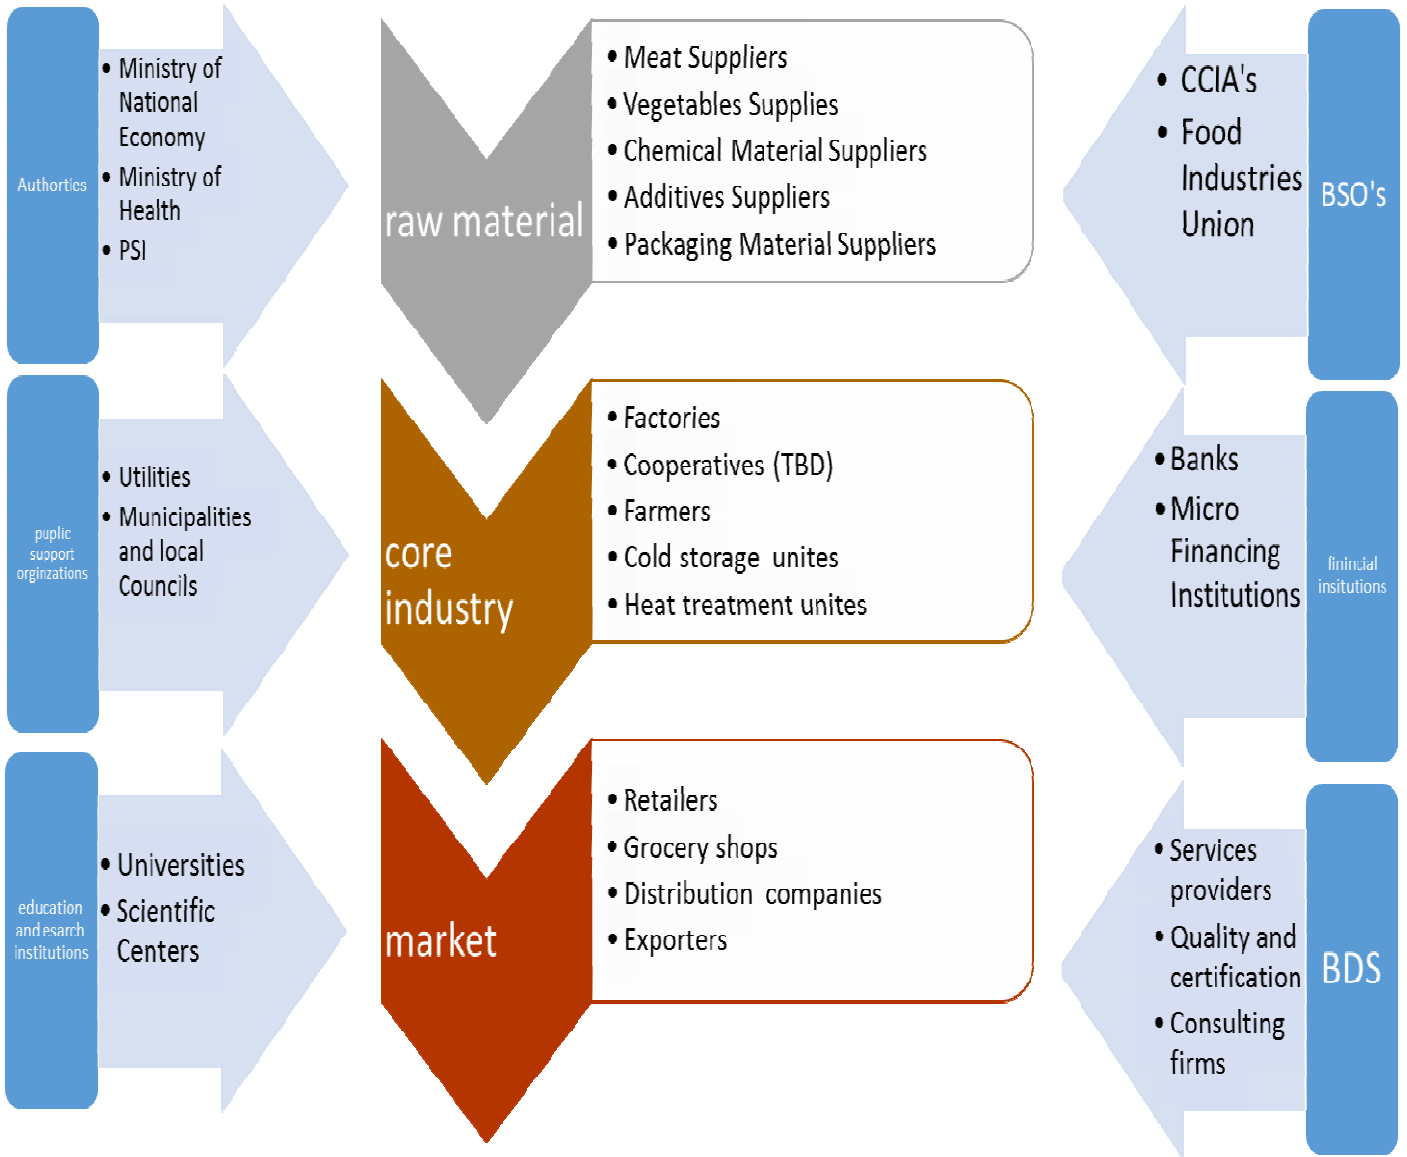 Authorties
• Ministry of
National
Economy
• Ministry of
Health
• PSI
raw material
• Meat Suppliers
• Vegetables Supplies
• Chemical Material Suppliers
• Additives Suppliers
• Packaging Material Suppliers
• CCIA's
• Food
Industries
Union
BSO's
puplic
support
orginzations
• Utilities
• Municipalities
and local
Councils
core
industry
• Factories
• Cooperatives (TBD)
• Farmers
• Cold storage unites
• Heat treatment unites
• Banks
• Micro
Financing
Institutions
finincial
insitutions
education
and esarch
institutions
• Universities
• Scientific
Centers
market
• Retailers
• Grocery shops
• Distribution companies
• Exporters
• Services
providers
• Quality and
certification
• Consulting
firms
BDS